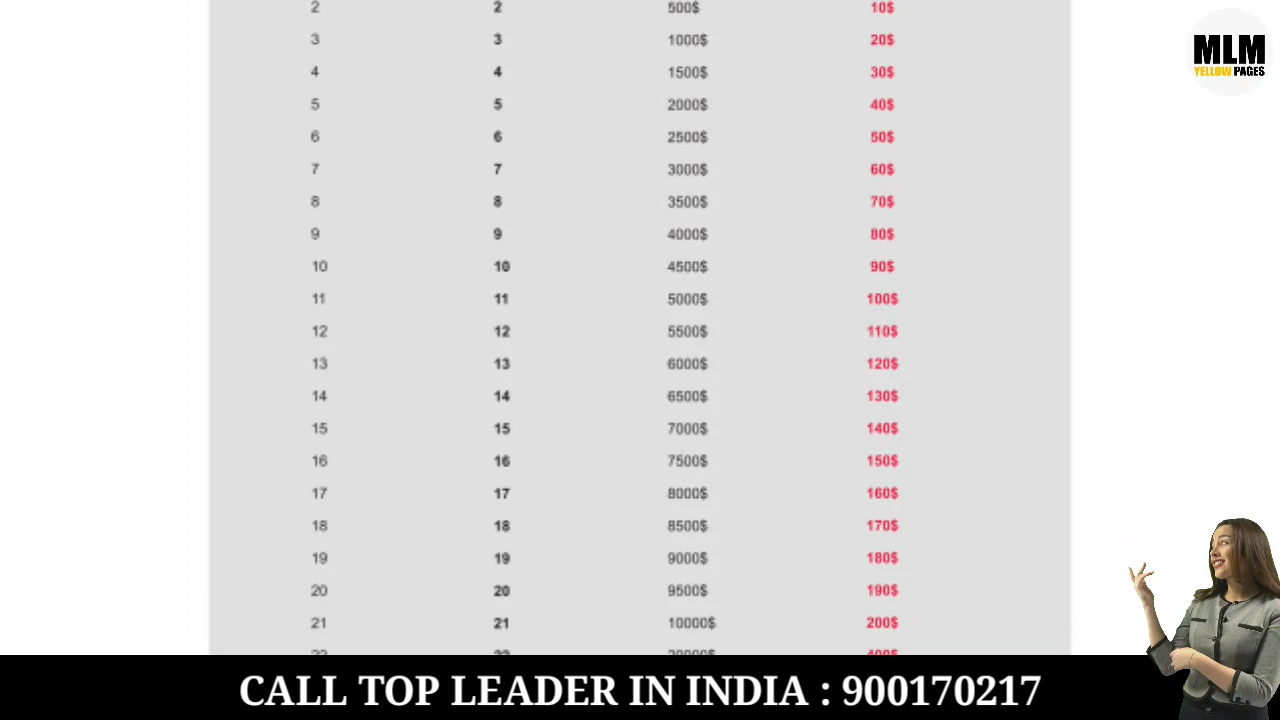 2 2 500$ 10$
3 3 1000$ 20$
4 4 1500$ 30$
5 5 2000$ 40$
6 6 2500$ 50$
7 7 3000$ 60$
8 8 3500$ 70$
9 9 4000$ 80$
10 10 4500$ 90$
11 11 5000$ 100$
12 12 5500$ 110$
13 13 6000$ 120$
14 14 6500$ 130$
15 15 7000$ 140$
16 16 7500$ 150$
17 17 8000$ 160$
18 18 8500$ 170$
19 19 9000$ 180$
20 20 9500$ 190$
21 21 10000$ 200$
MLM
YELLOW PAGES
CALL TOP LEADER IN INDIA : 900170217